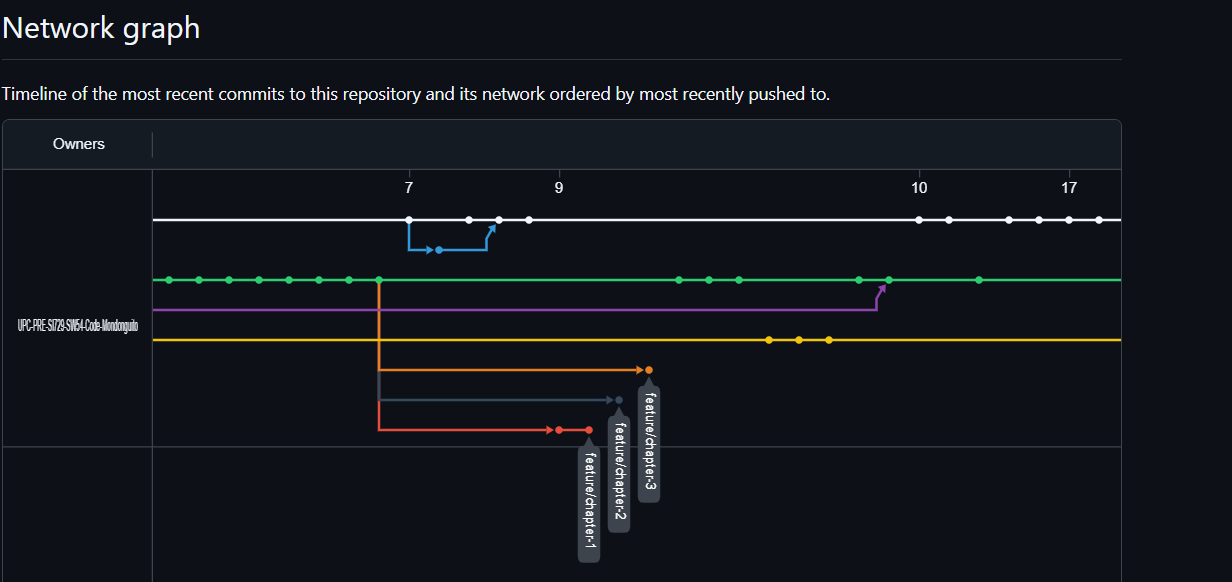 Network graph
Timeline of the most recent commits to this repository and its network ordered by most recently pushed to.
Owners
7 9 10 17
UPC-PRE-SI729-SW54-Code-Mondonguito
feature/chapter-3
feature/chapter-2
feature/chapter-1